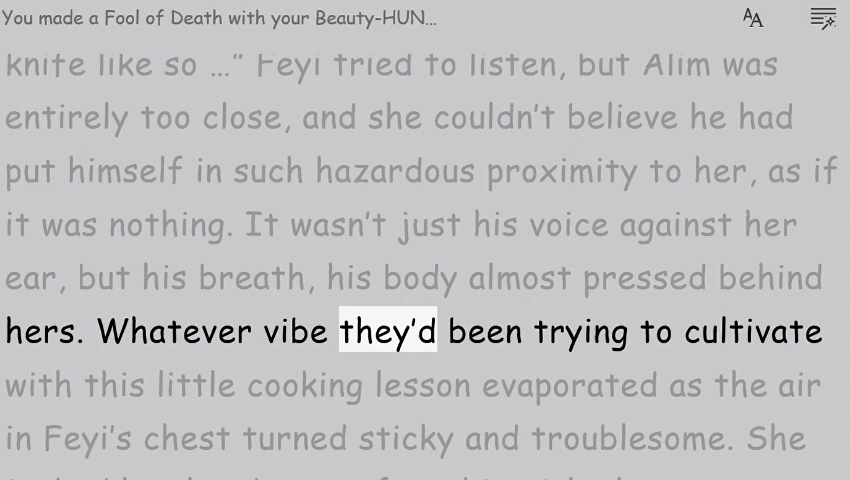 You made a Fool of Death with your Beauty-HUN...
AA
knife like so ...” Feyi tried to listen, but Alim was
entirely too close, and she couldn’t believe he had
put himself in such hazardous proximity to her, as if
it was nothing. It wasn’t just his voice against her
ear, but his breath, his body almost pressed behind
hers. Whatever vibe they’d been trying to cultivate
with this little cooking lesson evaporated as the air
in Feyi’s chest turned sticky and troublesome. She